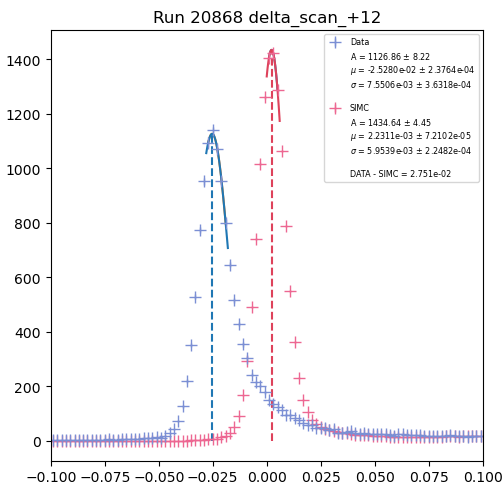 Run 20868 delta_scan_+12
Data
A = 1126.86 ± 8.22
μ = -2.5280e-02 ± 2.3764e-04
σ = 7.5506e-03 ± 3.6318e-04
SIMC
A = 1434.64 ± 4.45
μ = 2.2311e-03 ± 7.2102e-05
σ = 5.9539e-03 ± 2.2482e-04
DATA - SIMC = 2.751e-02
1400
1200
1000
800
600
400
200
0
−0.100 −0.075 −0.050 −0.025 0.000 0.025 0.050 0.075 0.100